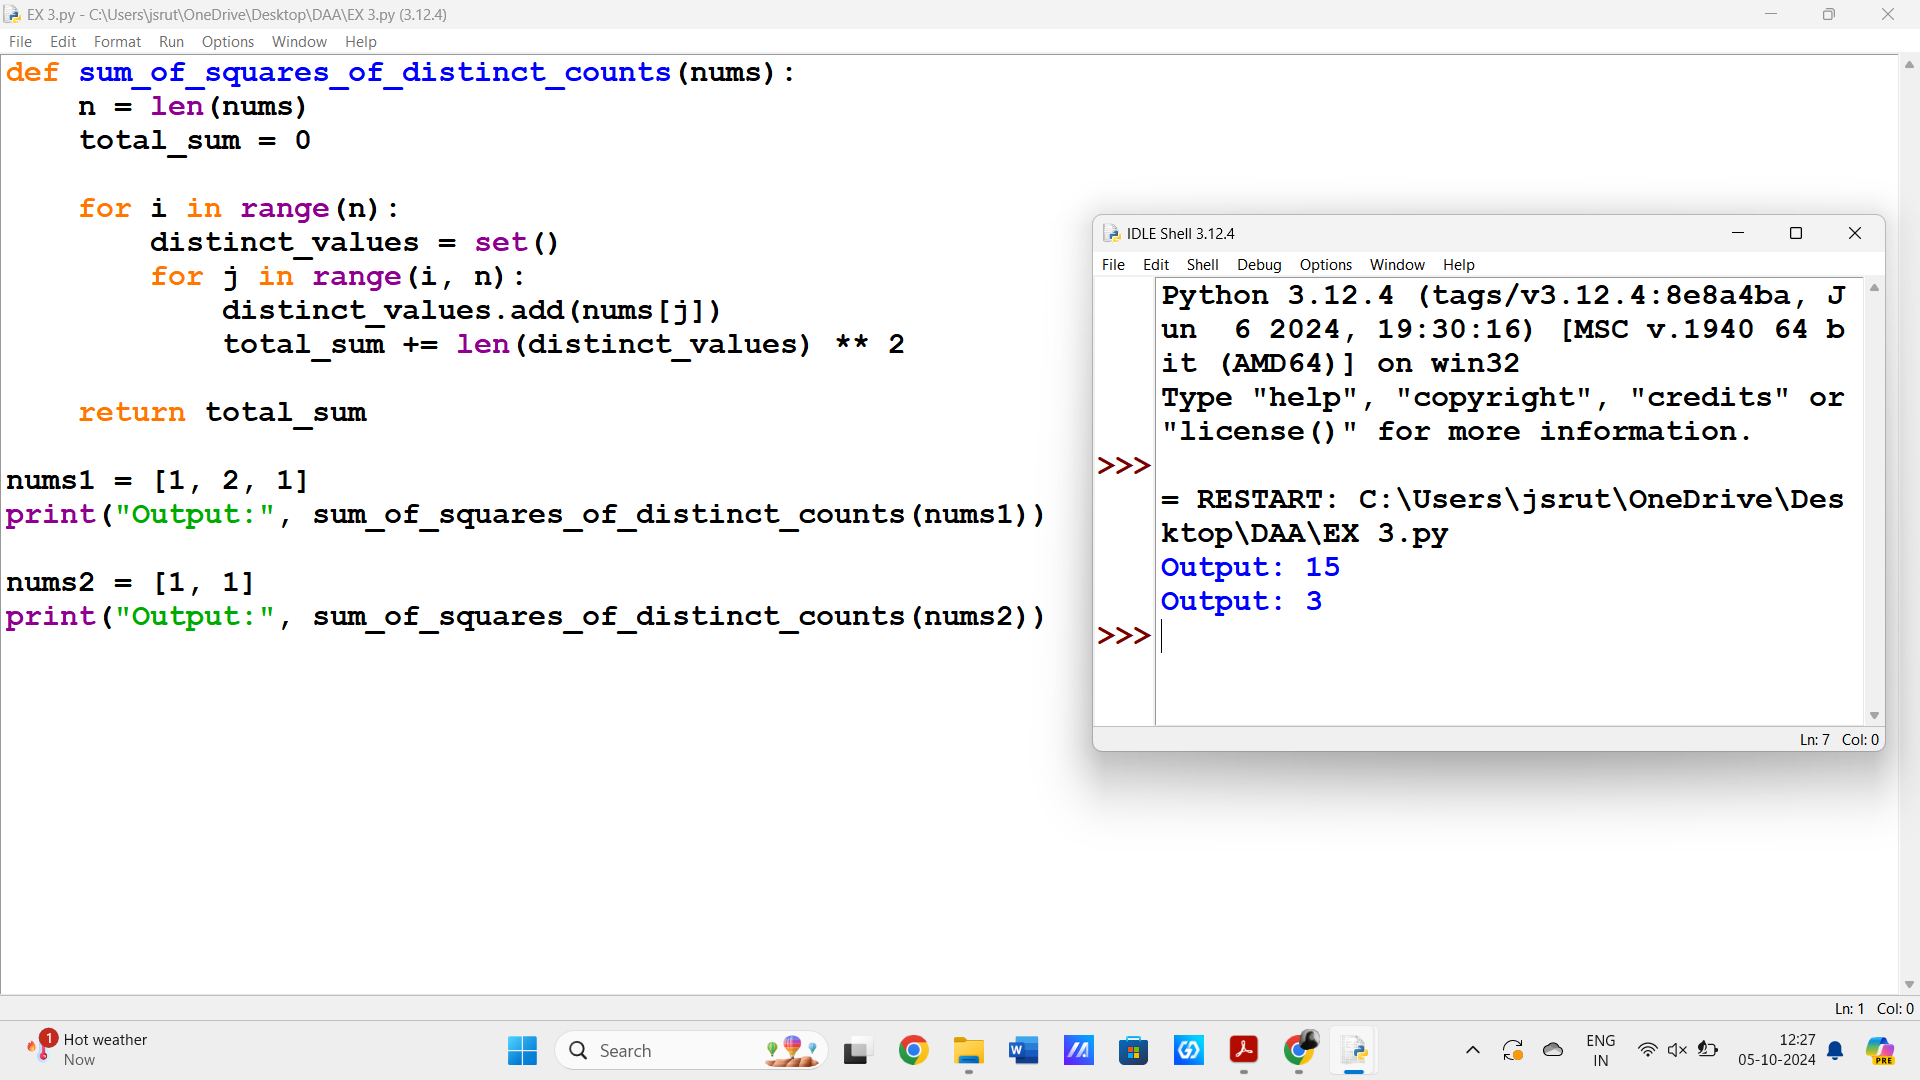 EX 3.py - C:\Users\jsrut\OneDrive\Desktop\DAA\EX 3.py (3.12.4)
File Edit Format Run Options Window Help
def sum_of_squares_of_distinct_counts(nums):
    n = len(nums)
    total_sum = 0
    for i in range(n):
        distinct_values = set()
        for j in range(i, n):
            distinct_values.add(nums[j])
            total_sum += len(distinct_values) ** 2
    return total_sum
nums1 = [1, 2, 1]
print("Output:", sum_of_squares_of_distinct_counts(nums1))
nums2 = [1, 1]
print("Output:", sum_of_squares_of_distinct_counts(nums2))
IDLE Shell 3.12.4
File Edit Shell Debug Options Window Help
Python 3.12.4 (tags/v3.12.4:8e8a4ba, J
un  6 2024, 19:30:16) [MSC v.1940 64 b
it (AMD64)] on win32
Type "help", "copyright", "credits" or
"license()" for more information.
>>>
= RESTART: C:\Users\jsrut\OneDrive\Des
ktop\DAA\EX 3.py
Output: 15
Output: 3
>>>
Ln: 7 Col: 0
Ln: 1 Col: 0
1 Hot weather
Now
Search
W
PRE
ENG
IN
12:27
05-10-2024